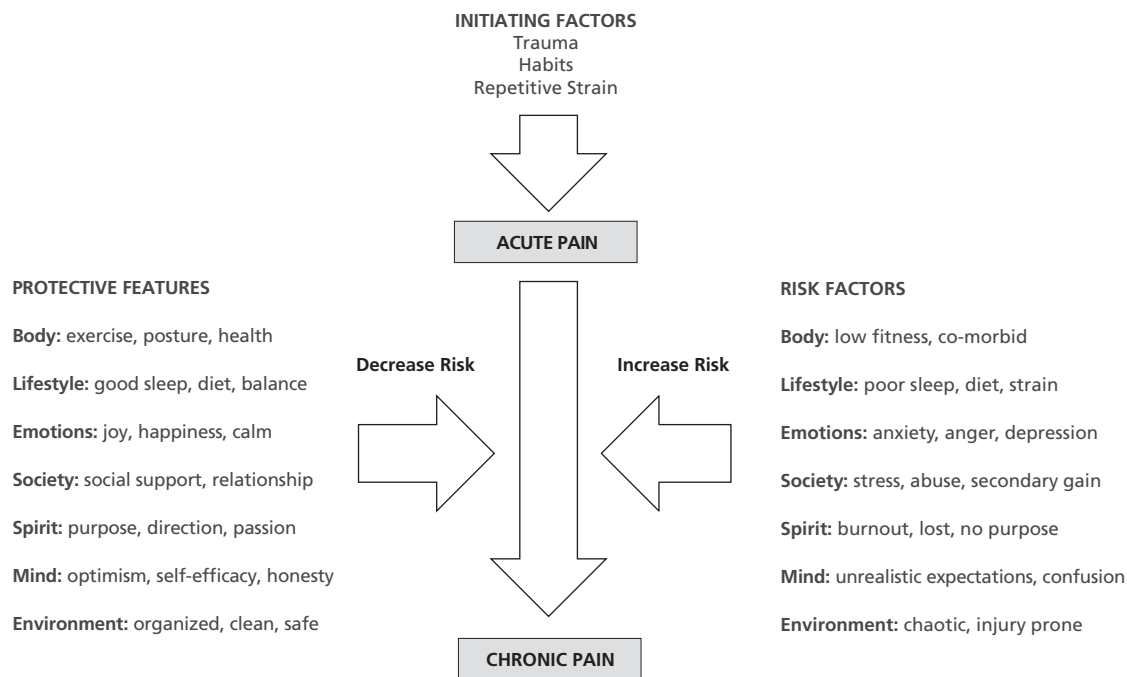 INITIATING FACTORS
Trauma
Habits
Repetitive Strain
ACUTE PAIN
PROTECTIVE FEATURES
Body: exercise, posture, health
Lifestyle: good sleep, diet, balance
Emotions: joy, happiness, calm
Society: social support, relationship
Spirit: purpose, direction, passion
Mind: optimism, self-efficacy, honesty
Environment: organized, clean, safe
Decrease Risk
Increase Risk
RISK FACTORS
Body: low fitness, co-morbid
Lifestyle: poor sleep, diet, strain
Emotions: anxiety, anger, depression
Society: stress, abuse, secondary gain
Spirit: burnout, lost, no purpose
Mind: unrealistic expectations, confusion
Environment: chaotic, injury prone
CHRONIC PAIN